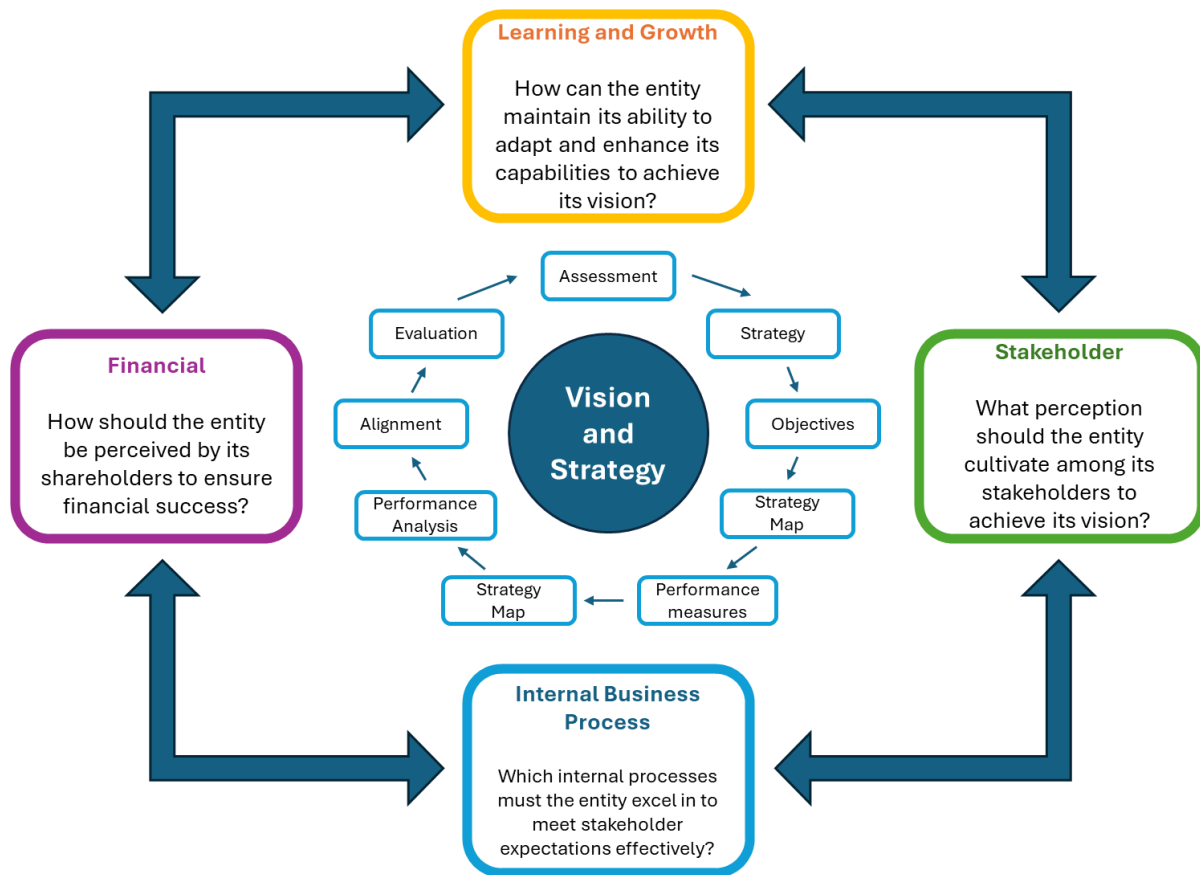 Learning and Growth
How can the entity
maintain its ability to
adapt and enhance its
capabilities to achieve
its vision?
Financial
How should the entity
be perceived by its
shareholders to ensure
financial success?
Assessment
Strategy
Objectives
Strategy
Map
Performance
measures
Strategy
Map
Performance
Analysis
Alignment
Evaluation
Vision
and
Strategy
Stakeholder
What perception
should the entity
cultivate among its
stakeholders to
achieve its vision?
Internal Business
Process
Which internal processes
must the entity excel in to
meet stakeholder
expectations effectively?